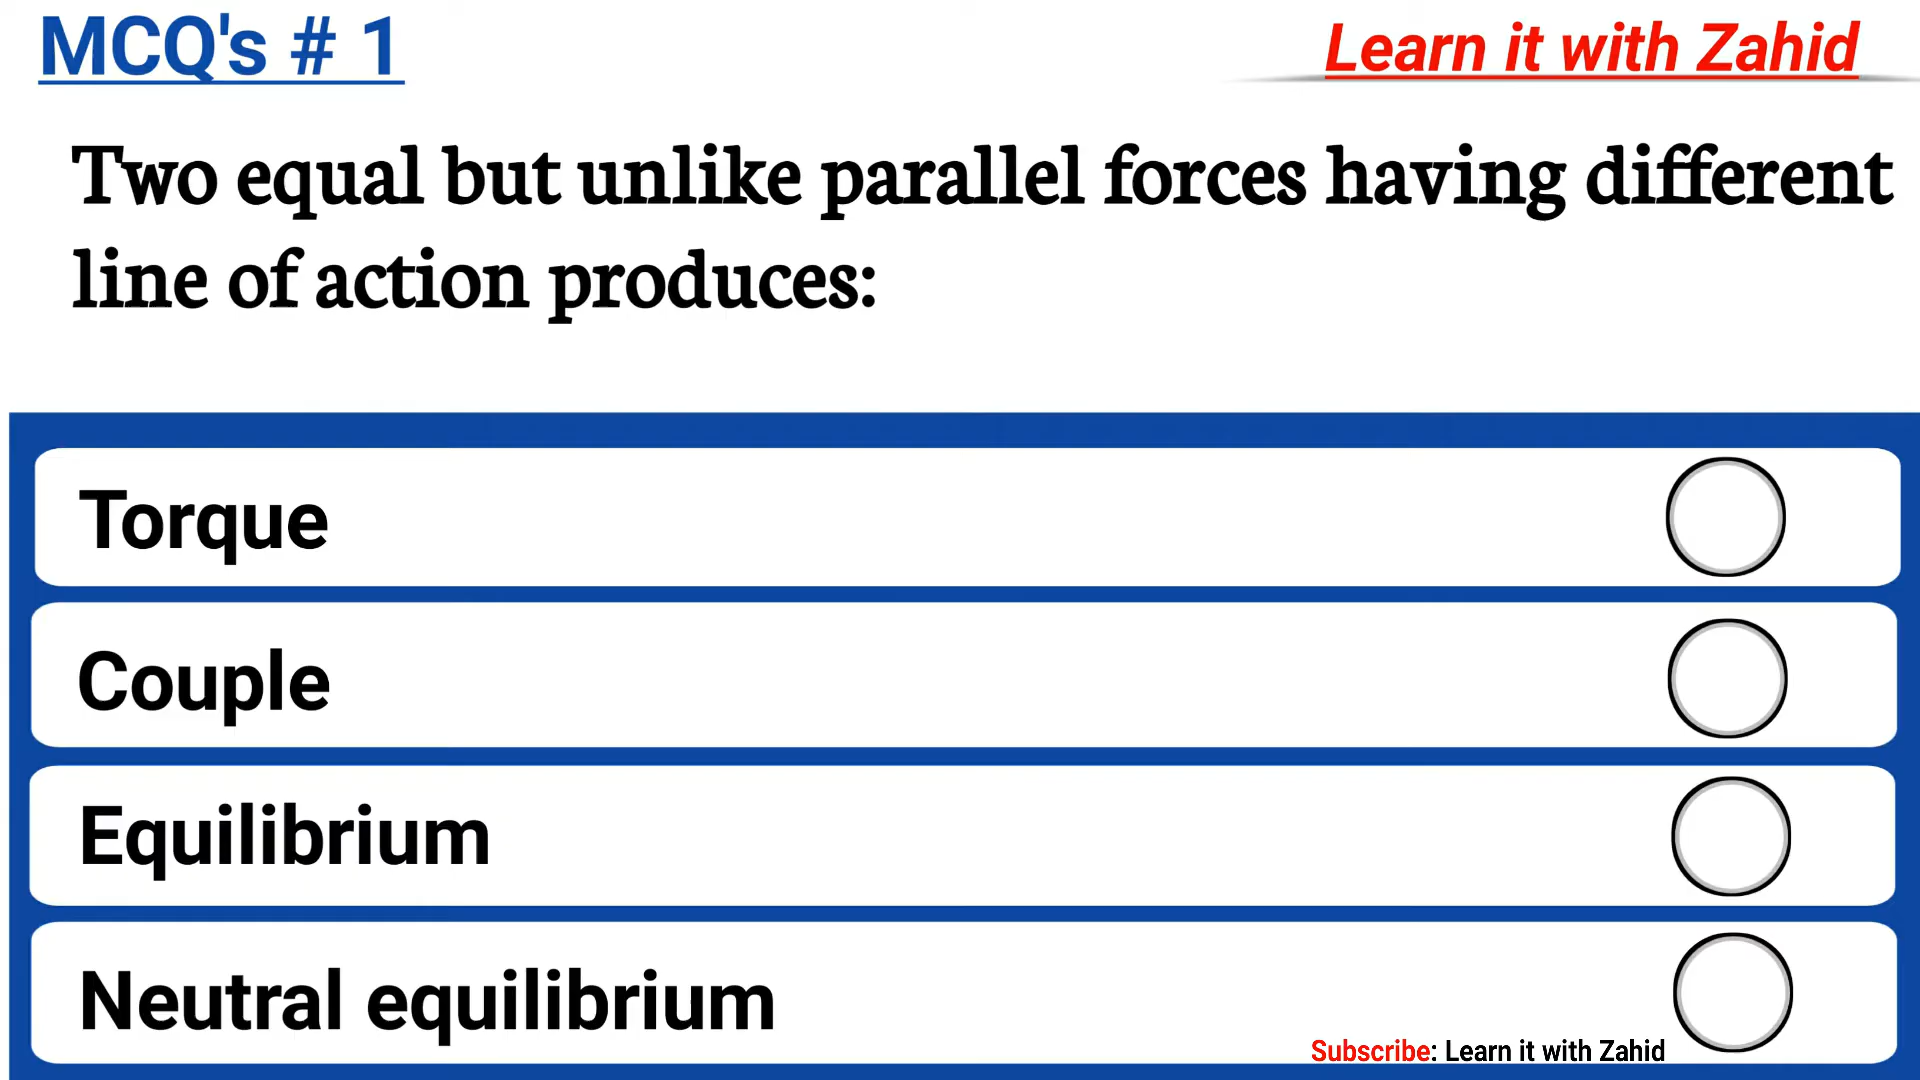 MCQ's # 1
Learn it with Zahid
Two equal but unlike parallel forces having different
line of action produces:
Torque
Couple
Equilibrium
Neutral equilibrium
Subscribe: Learn it with Zahid